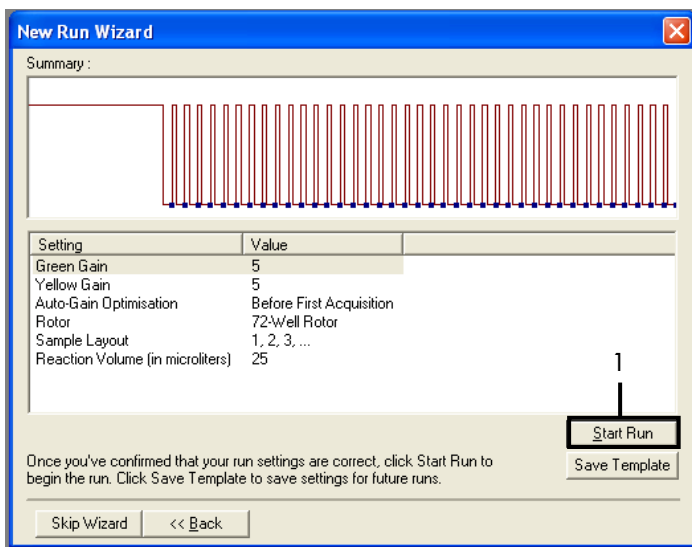 New Run Wizard
Summary :
Setting Value
Green Gain 5
Yellow Gain 5
Auto-Gain Optimisation Before First Acquisition
Rotor 72-Well Rotor
Sample Layout 1, 2, 3, ...
Reaction Volume (in microliters) 25
1
Start Run
Once you've confirmed that your run settings are correct, click Start Run to
begin the run. Click Save Template to save settings for future runs.
Save Template
Skip Wizard << Back